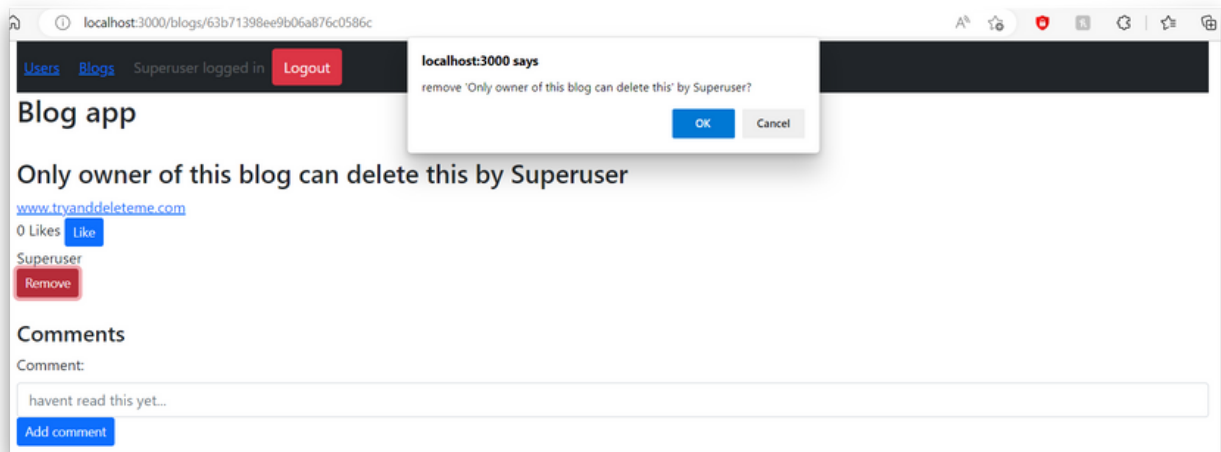 localhost:3000/blogs/63b71398ee9b06a876c0586c
Users Blogs Superuser logged in Logout
localhost:3000 says
remove 'Only owner of this blog can delete this' by Superuser?
OK Cancel
Blog app
Only owner of this blog can delete this by Superuser
www.tryanddeleteme.com
0 Likes Like
Superuser
Remove
Comments
Comment:
havent read this yet...
Add comment